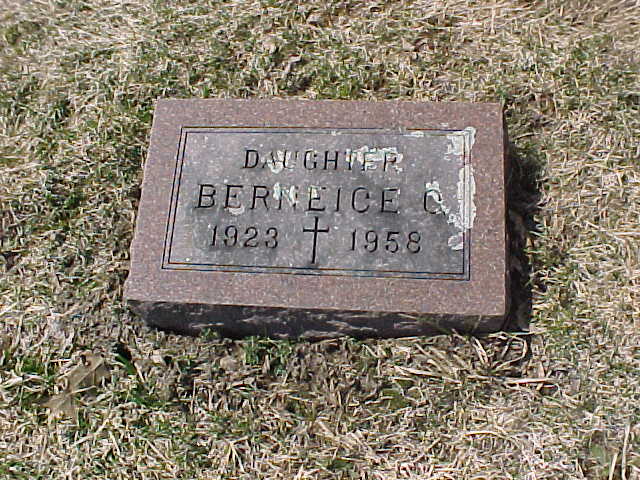 DAUGHTER
BERNEICE C.
1923 † 1958